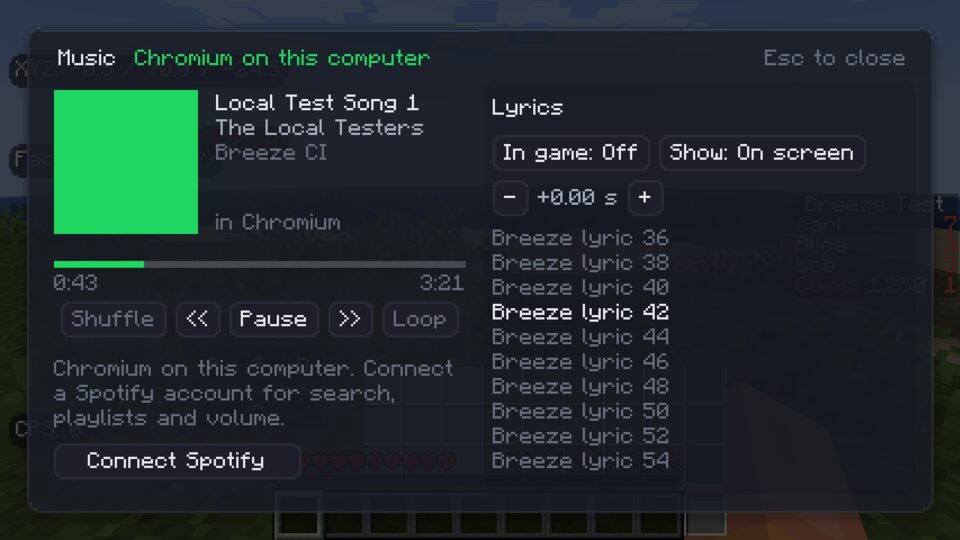 Music Chromium on this computer
Esc to close
Local Test Song 1
The Local Testers
Breeze CI
in Chromium
0:43
3:21
Shuffle << Pause >> Loop
Chromium on this computer. Connect
a Spotify account for search,
playlists and volume.
Connect Spotify
Lyrics
In game: Off Show: On screen
- +0.00 s +
Breeze lyric 36
Breeze lyric 38
Breeze lyric 40
Breeze lyric 42
Breeze lyric 44
Breeze lyric 46
Breeze lyric 48
Breeze lyric 50
Breeze lyric 52
Breeze lyric 54
Breeze Test
carl 7
Alice
bob
Coins: 1,250 1